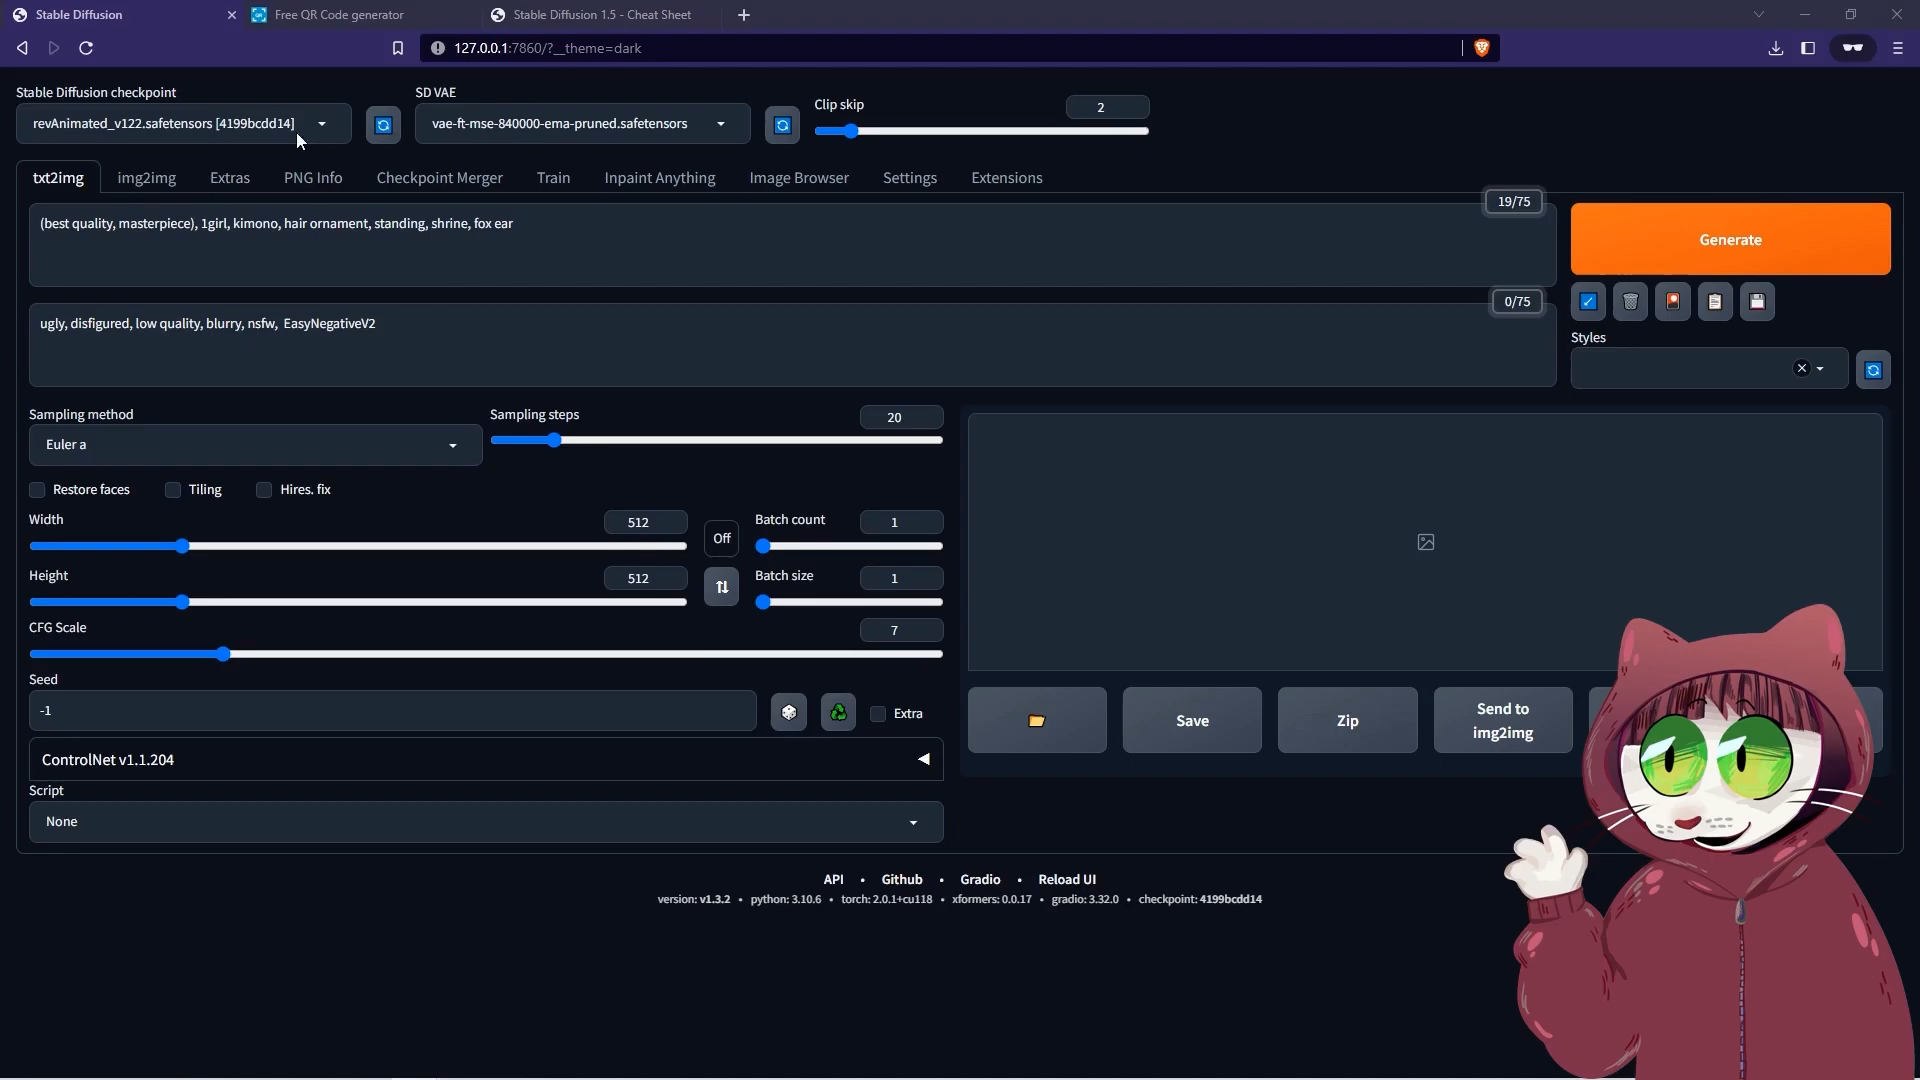 Stable Diffusion
Free QR Code generator
Stable Diffusion 1.5 - Cheat Sheet
127.0.0.1:7860/?__theme=dark
Stable Diffusion checkpoint
SD VAE
Clip skip
2
revAnimated_v122.safetensors [4199bcdd14]
vae-ft-mse-840000-ema-pruned.safetensors
txt2img
img2img
Extras
PNG Info
Checkpoint Merger
Train
Inpaint Anything
Image Browser
Settings
Extensions
19/75
(best quality, masterpiece), 1girl, kimono, hair ornament, standing, shrine, fox ear
Generate
0/75
ugly, disfigured, low quality, blurry, nsfw, EasyNegativeV2
Styles
Sampling method
Euler a
Sampling steps
20
Restore faces
Tiling
Hires. fix
Width
512
Off
Batch count
1
Height
512
Batch size
1
CFG Scale
7
Seed
-1
Extra
Save
Zip
Send to
img2img
ControlNet v1.1.204
Script
None
API • Github • Gradio • Reload UI
version: v1.3.2 • python: 3.10.6 • torch: 2.0.1+cu118 • xformers: 0.0.17 • gradio: 3.32.0 • checkpoint: 4199bcdd14